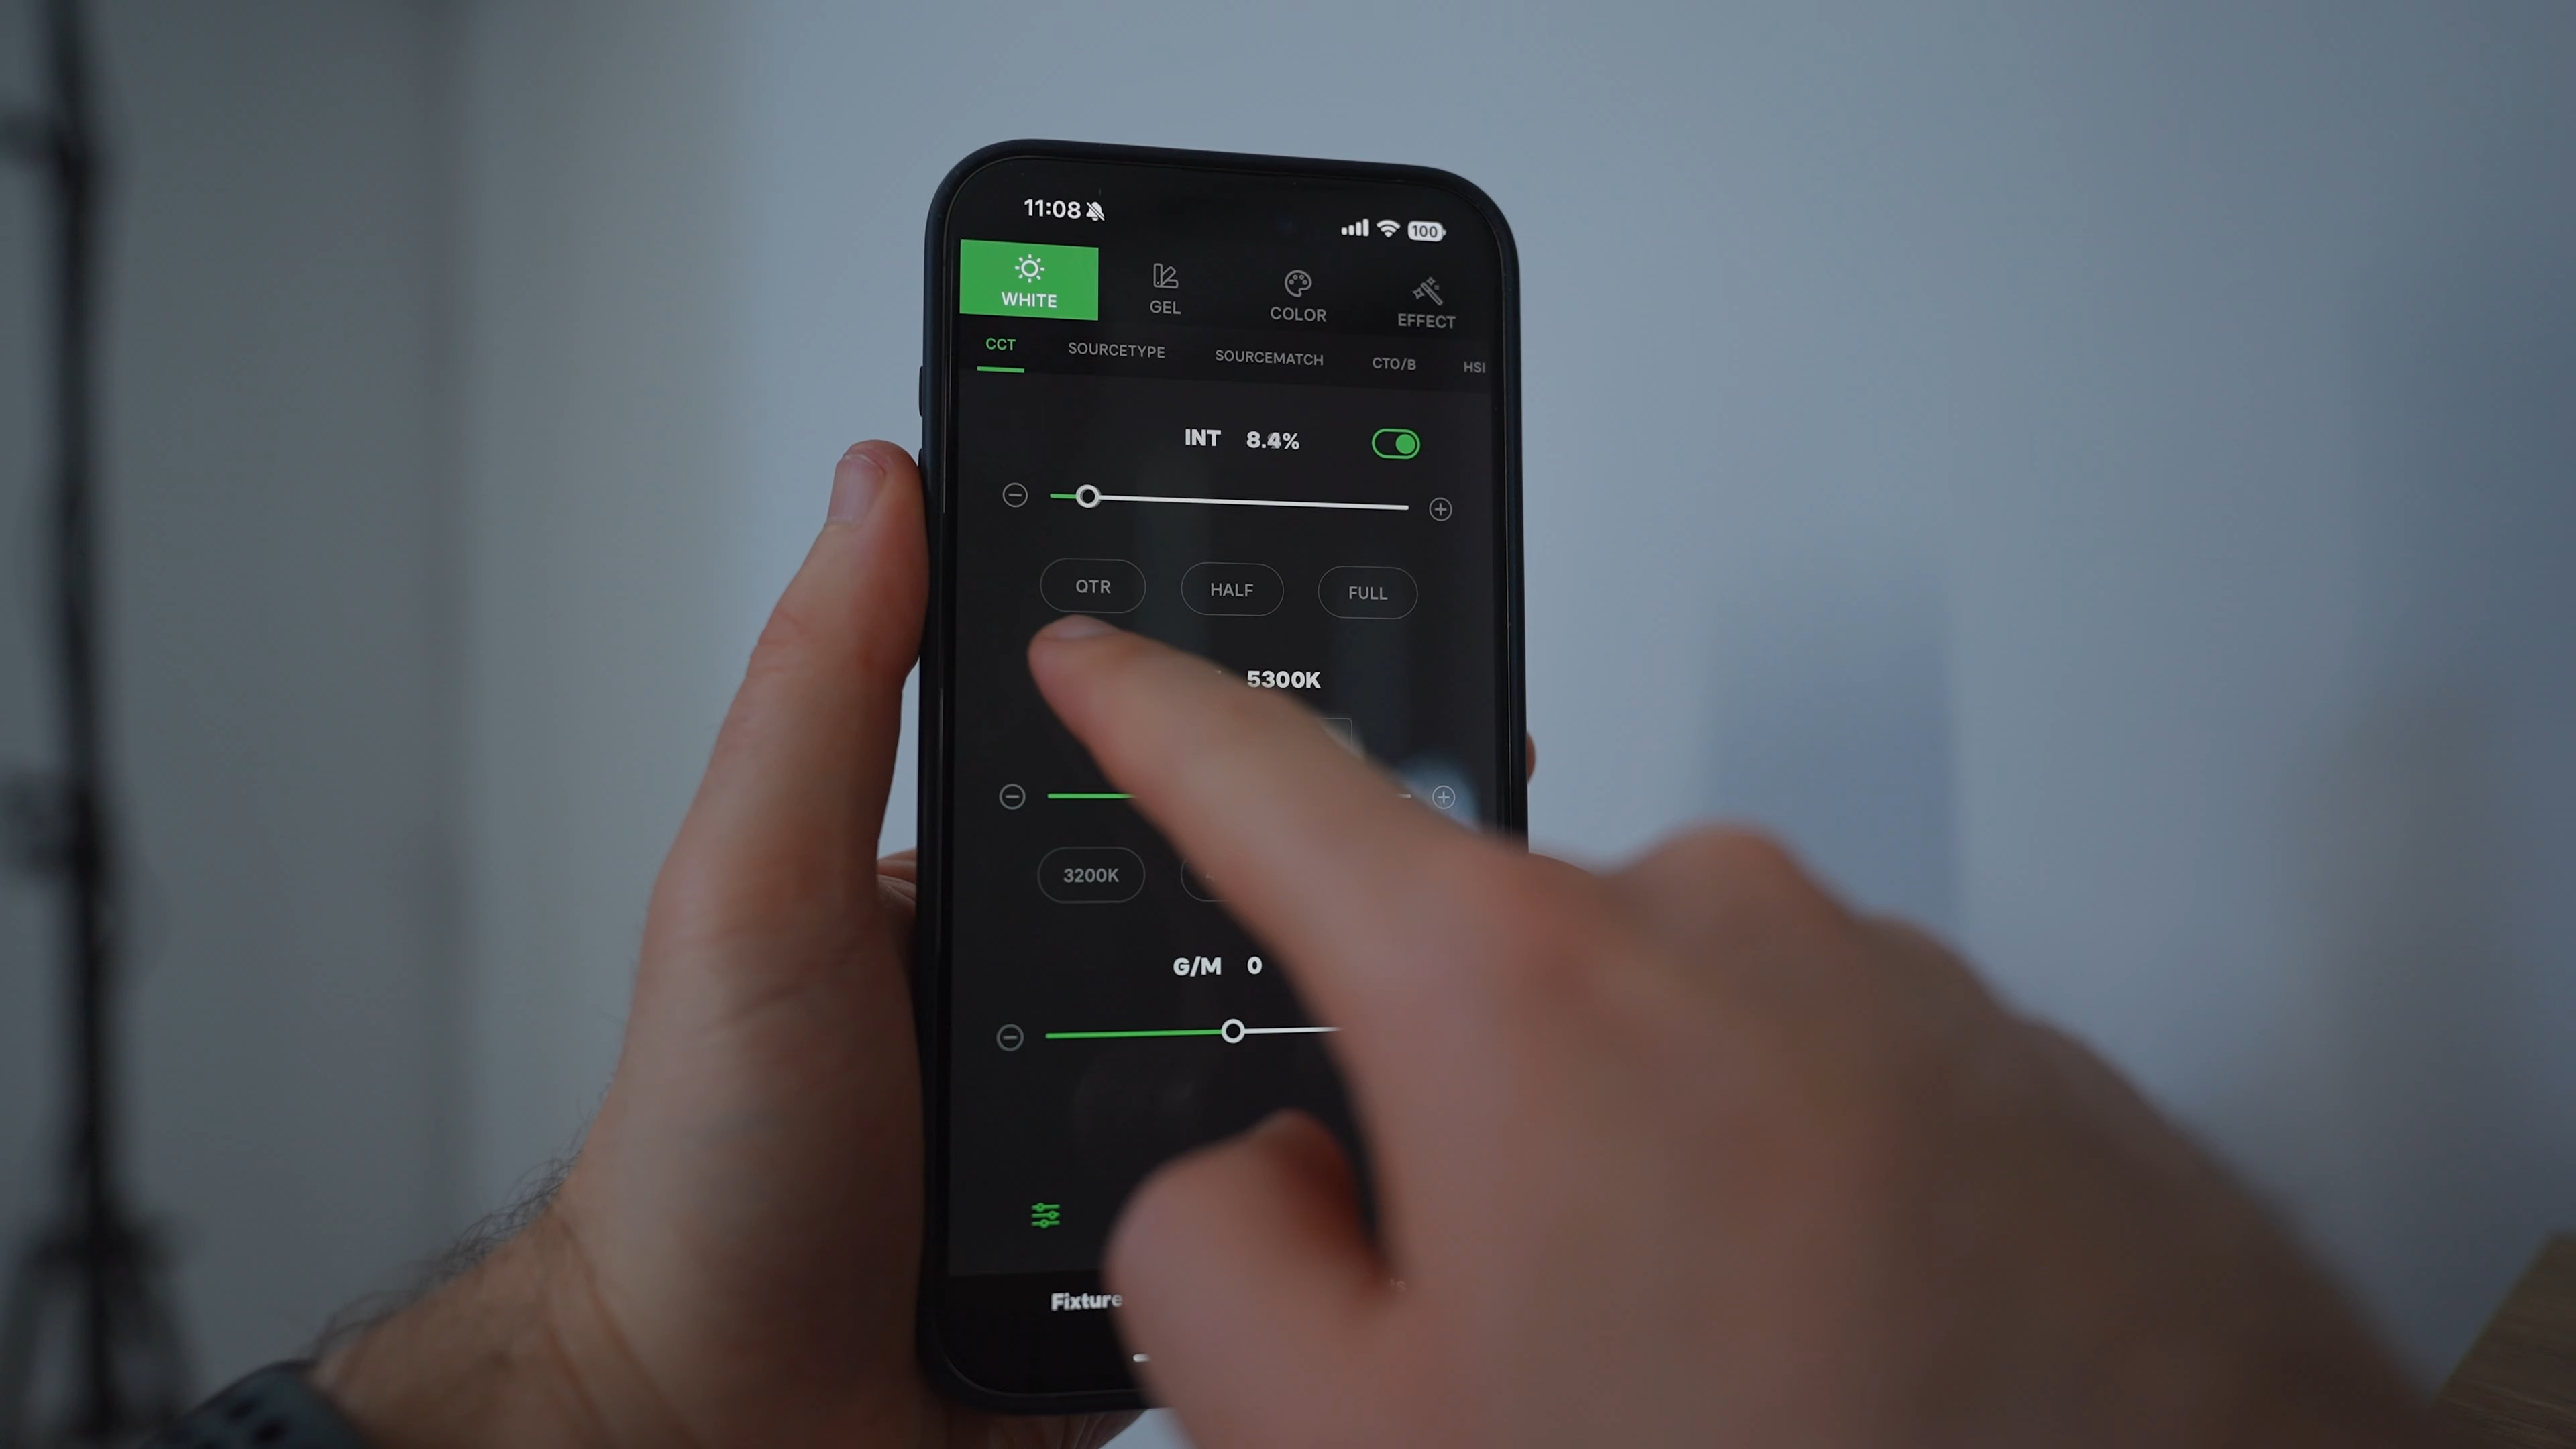 11:08
100
WHITE GEL COLOR EFFECT
CCT SOURCETYPE SOURCEMATCH CTO/B HSI
INT 8.4%
QTR HALF FULL
5300K
3200K
G/M 0
Fixture